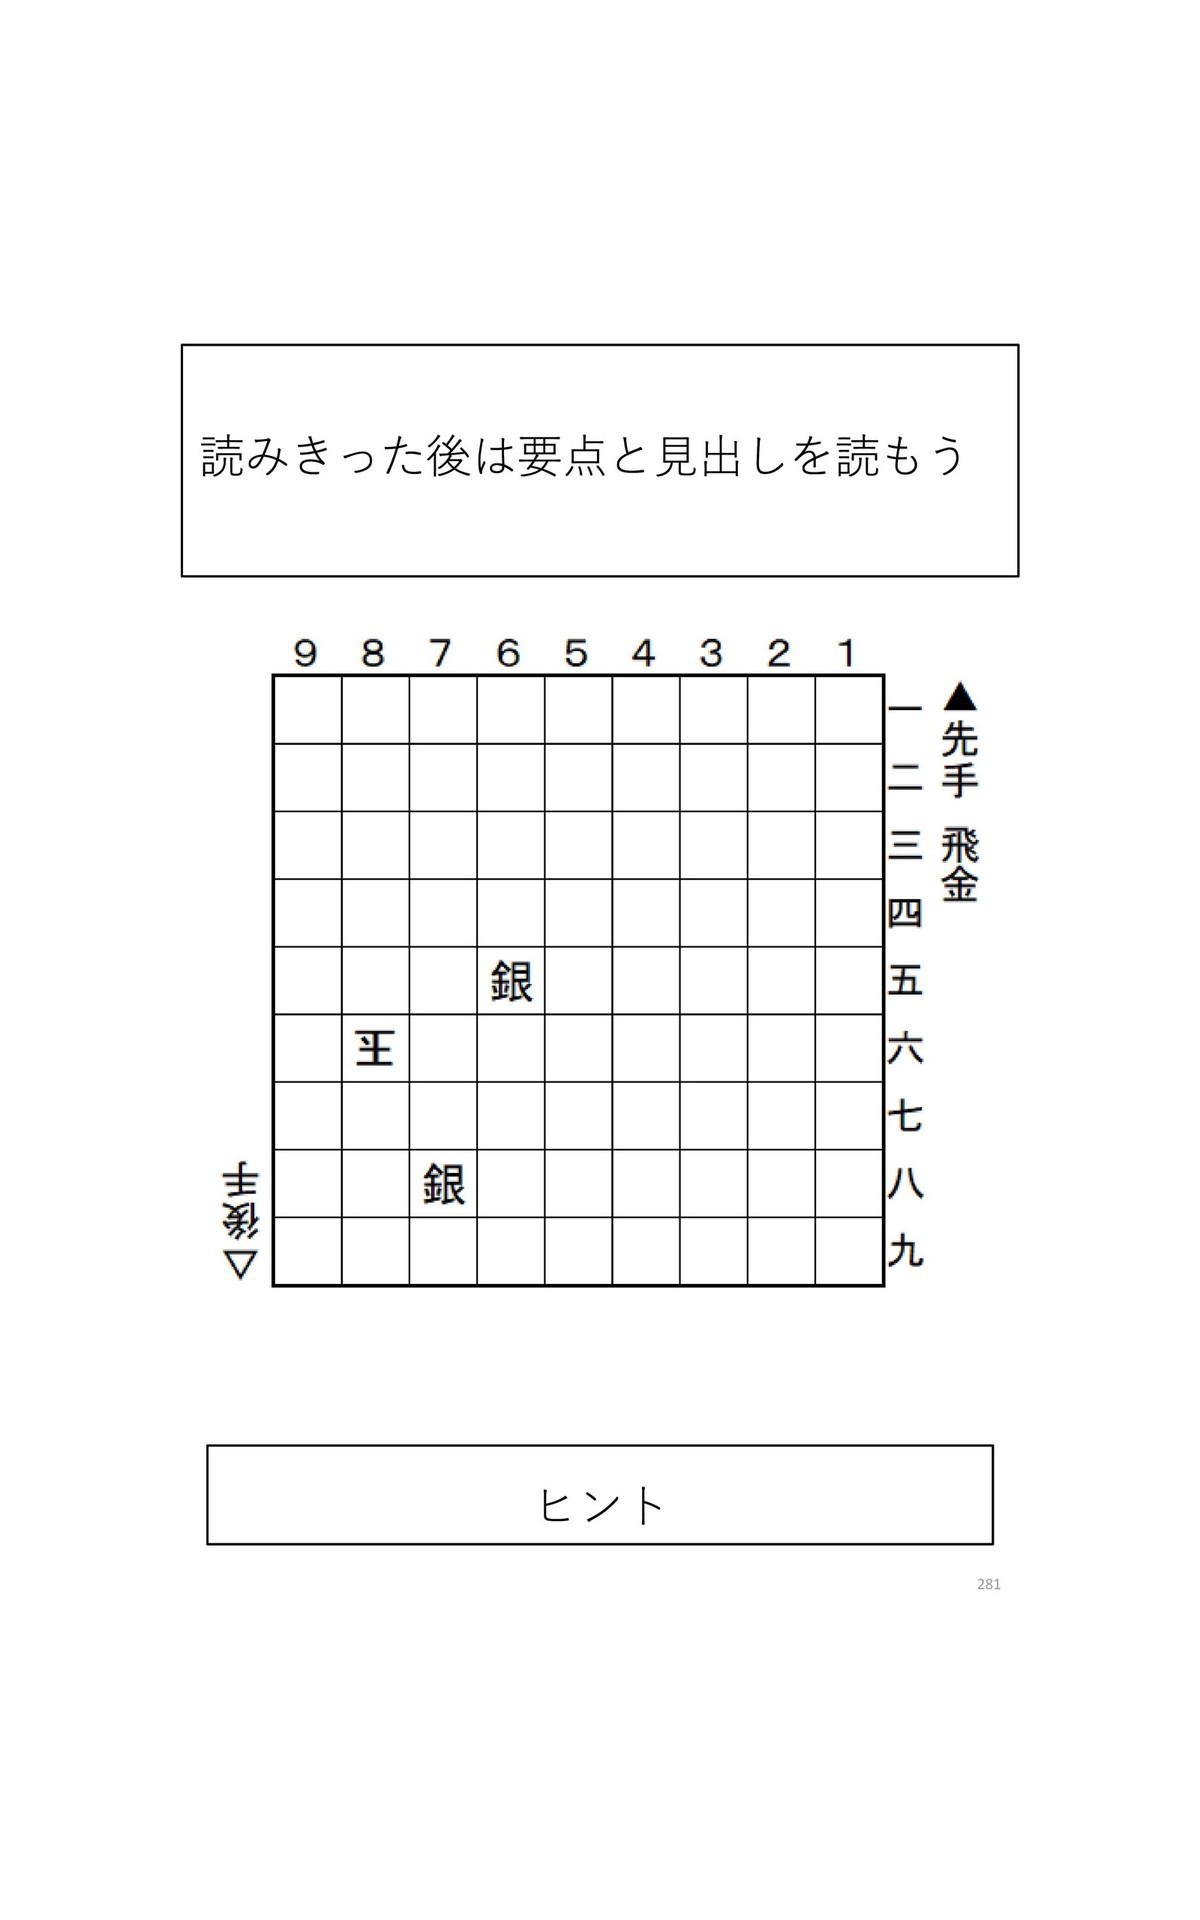 読みきった後は要点と見出しを読もう
9 8 7 6 5 4 3 2 1
一
二
三
四
五
六
七
八
九
▲先手 飛金
銀
王
銀
△後手
ヒント
281